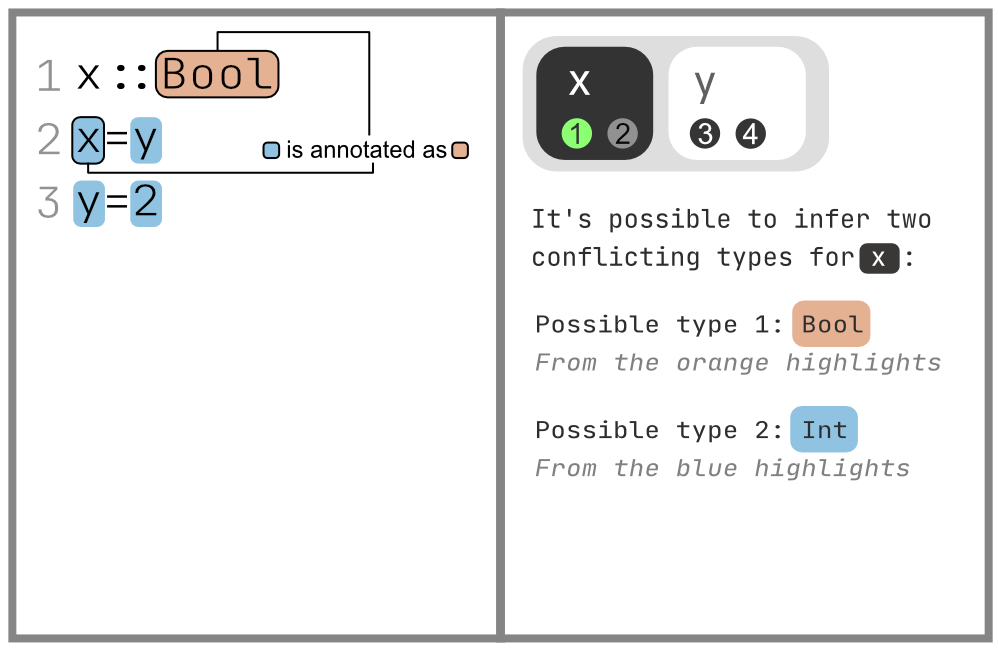 1 x::Bool
2 x=y
is annotated as
3 y=2
x y
1 2 3 4
It's possible to infer two
conflicting types for x :
Possible type 1: Bool
From the orange highlights
Possible type 2: Int
From the blue highlights